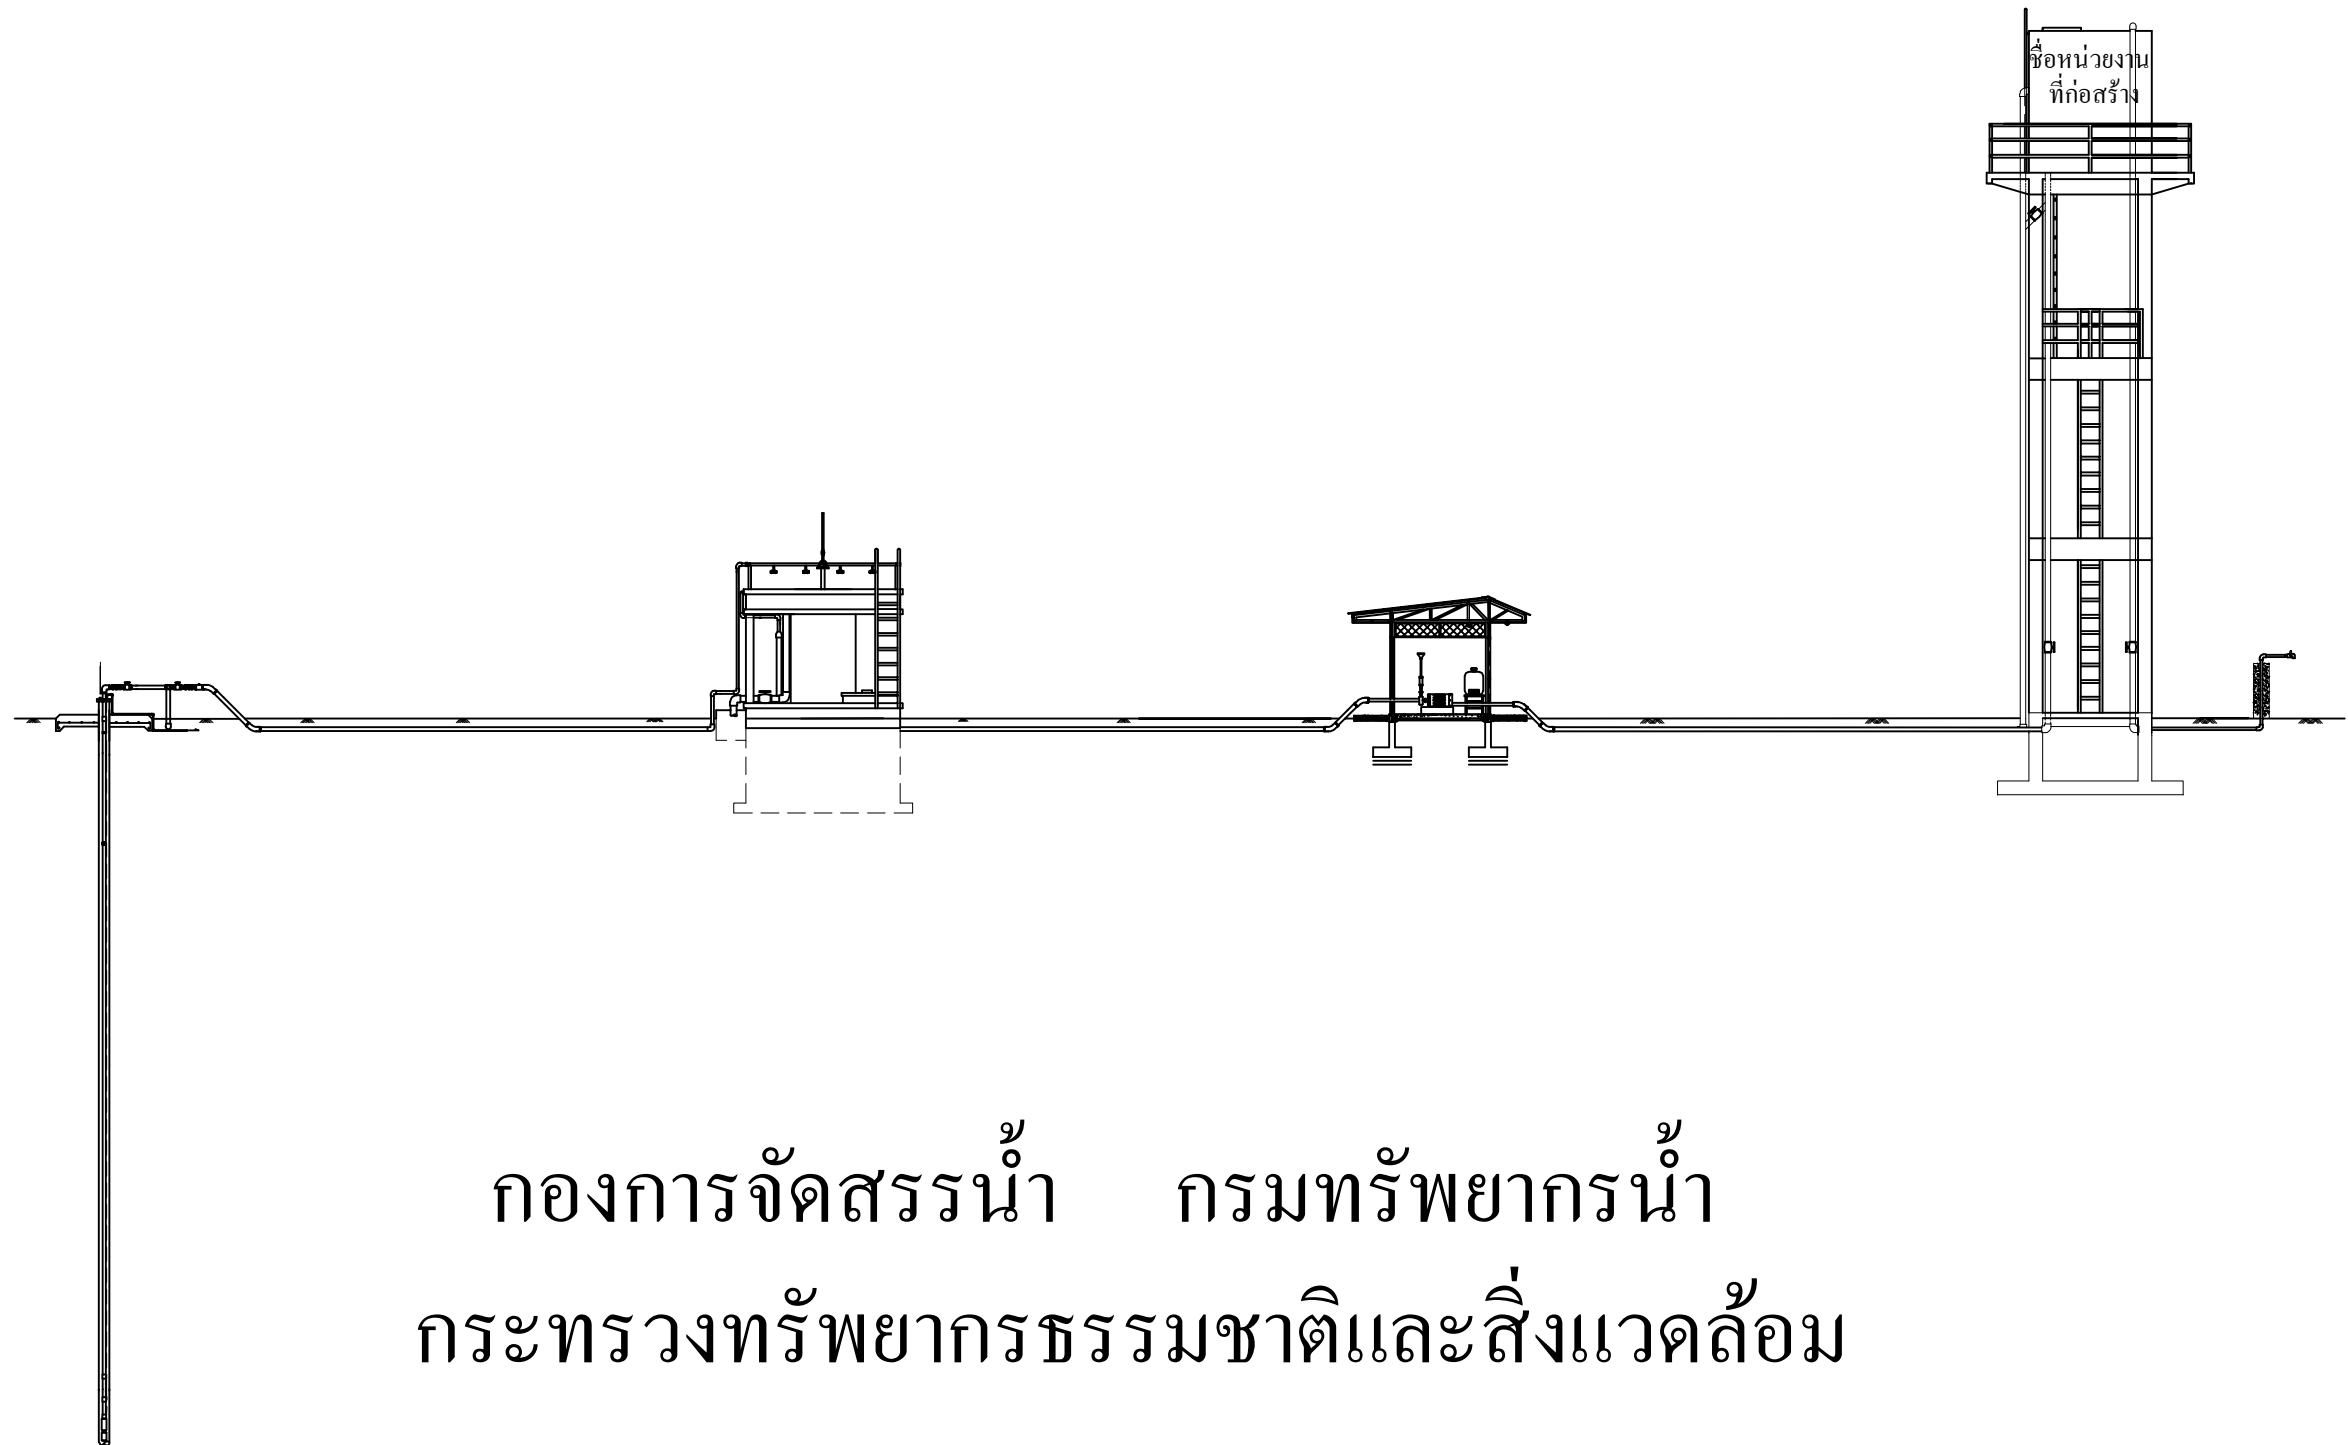 ชื่อหน่วยงาน
ที่ก่อสร้าง
กองการจัดสรรน้ำ กรมทรัพยากรน้ำ
กระทรวงทรัพยากรธรรมชาติและสิ่งแวดล้อม